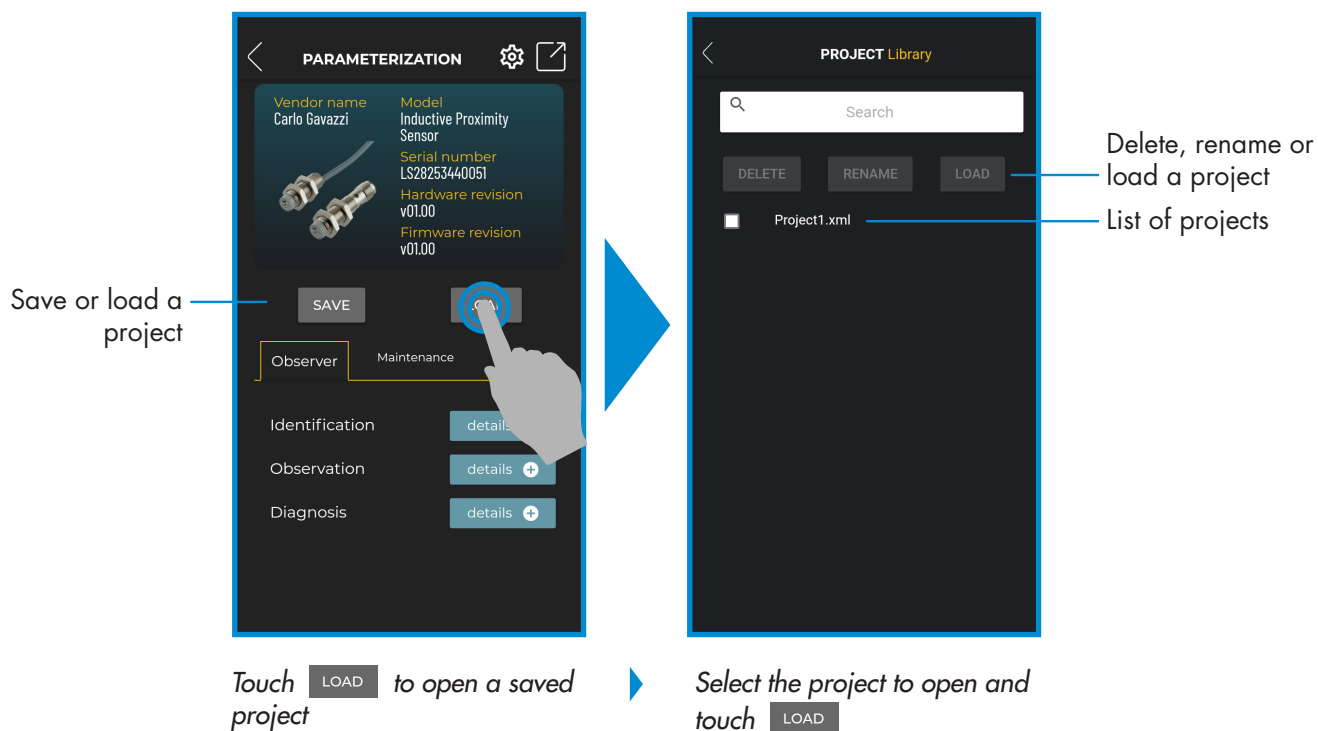 PARAMETERIZATION
Vendor name
Carlo Gavazzi
Model
Inductive Proximity
Sensor
Serial number
LS28253440051
Hardware revision
v01.00
Firmware revision
v01.00
Save or load a
project
SAVE
Observer
Maintenance
Identification
details
Observation
details
Diagnosis
details
Touch LOAD to open a saved
project
PROJECT Library
Search
DELETE RENAME LOAD
Project1.xml
Delete, rename or
load a project
List of projects
Select the project to open and
touch LOAD